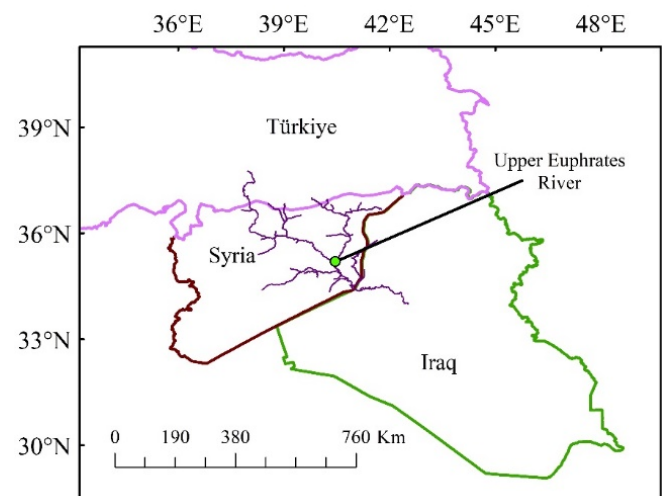 36°E 39°E 42°E 45°E 48°E
39°N
Türkiye
Upper Euphrates
River
36°N
Syria
33°N
Iraq
0 190 380 760 Km
30°N